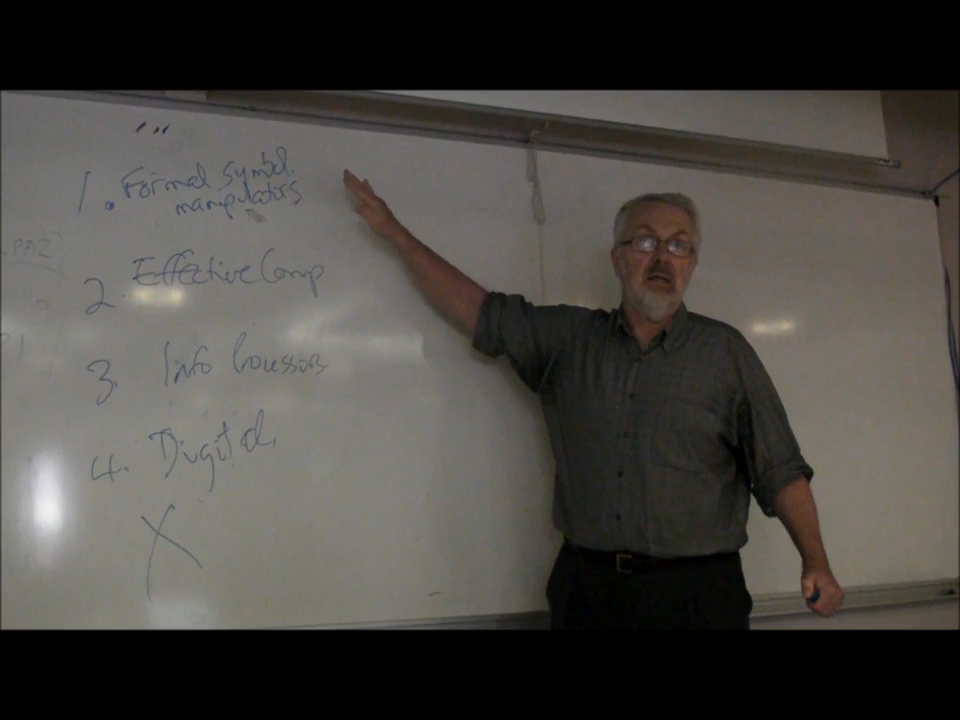 "'"
1. Formal Symbol.
manipulators
2. Effective Comp
3. Info
4. Digital
X